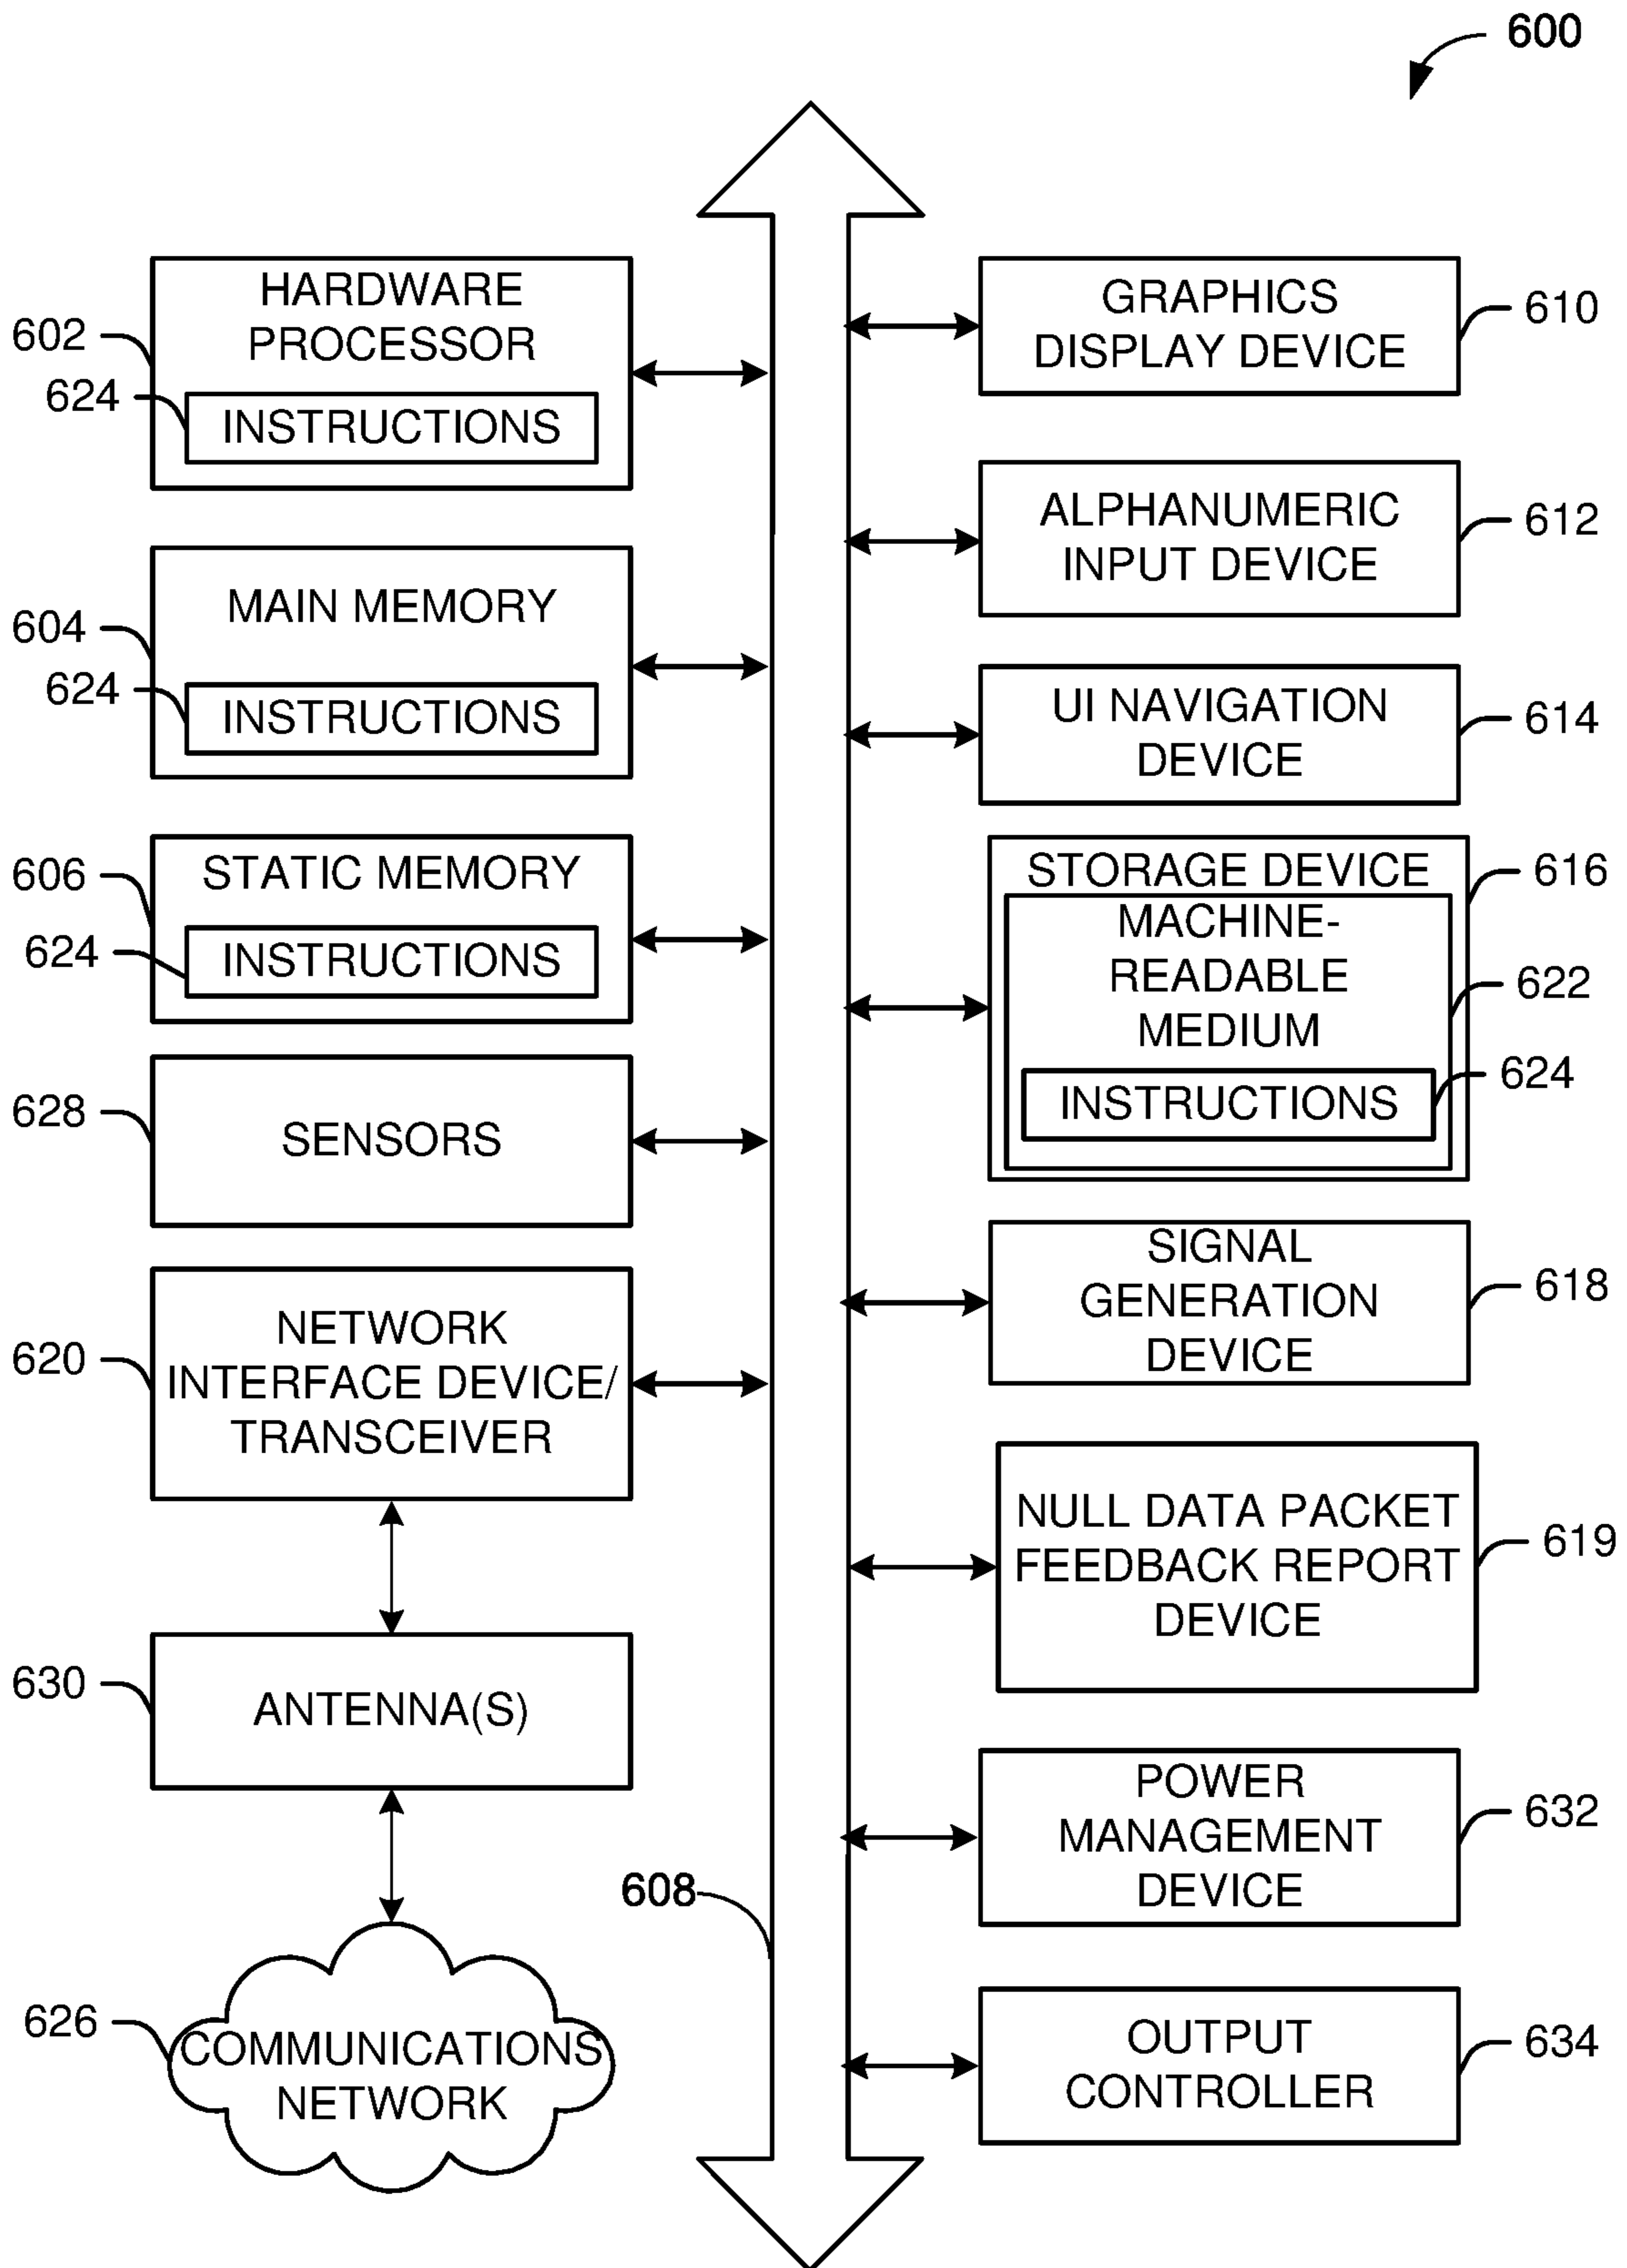 600
HARDWARE
PROCESSOR
602
624
INSTRUCTIONS
MAIN MEMORY
604
624
INSTRUCTIONS
STATIC MEMORY
606
624
INSTRUCTIONS
628
SENSORS
NETWORK
INTERFACE DEVICE/
TRANSCEIVER
620
630
ANTENNA(S)
626
COMMUNICATIONS
NETWORK
608
GRAPHICS
DISPLAY DEVICE
610
ALPHANUMERIC
INPUT DEVICE
612
UI NAVIGATION
DEVICE
614
STORAGE DEVICE
616
MACHINE-
READABLE
MEDIUM
622
INSTRUCTIONS
624
SIGNAL
GENERATION
DEVICE
618
NULL DATA PACKET
FEEDBACK REPORT
DEVICE
619
POWER
MANAGEMENT
DEVICE
632
OUTPUT
CONTROLLER
634